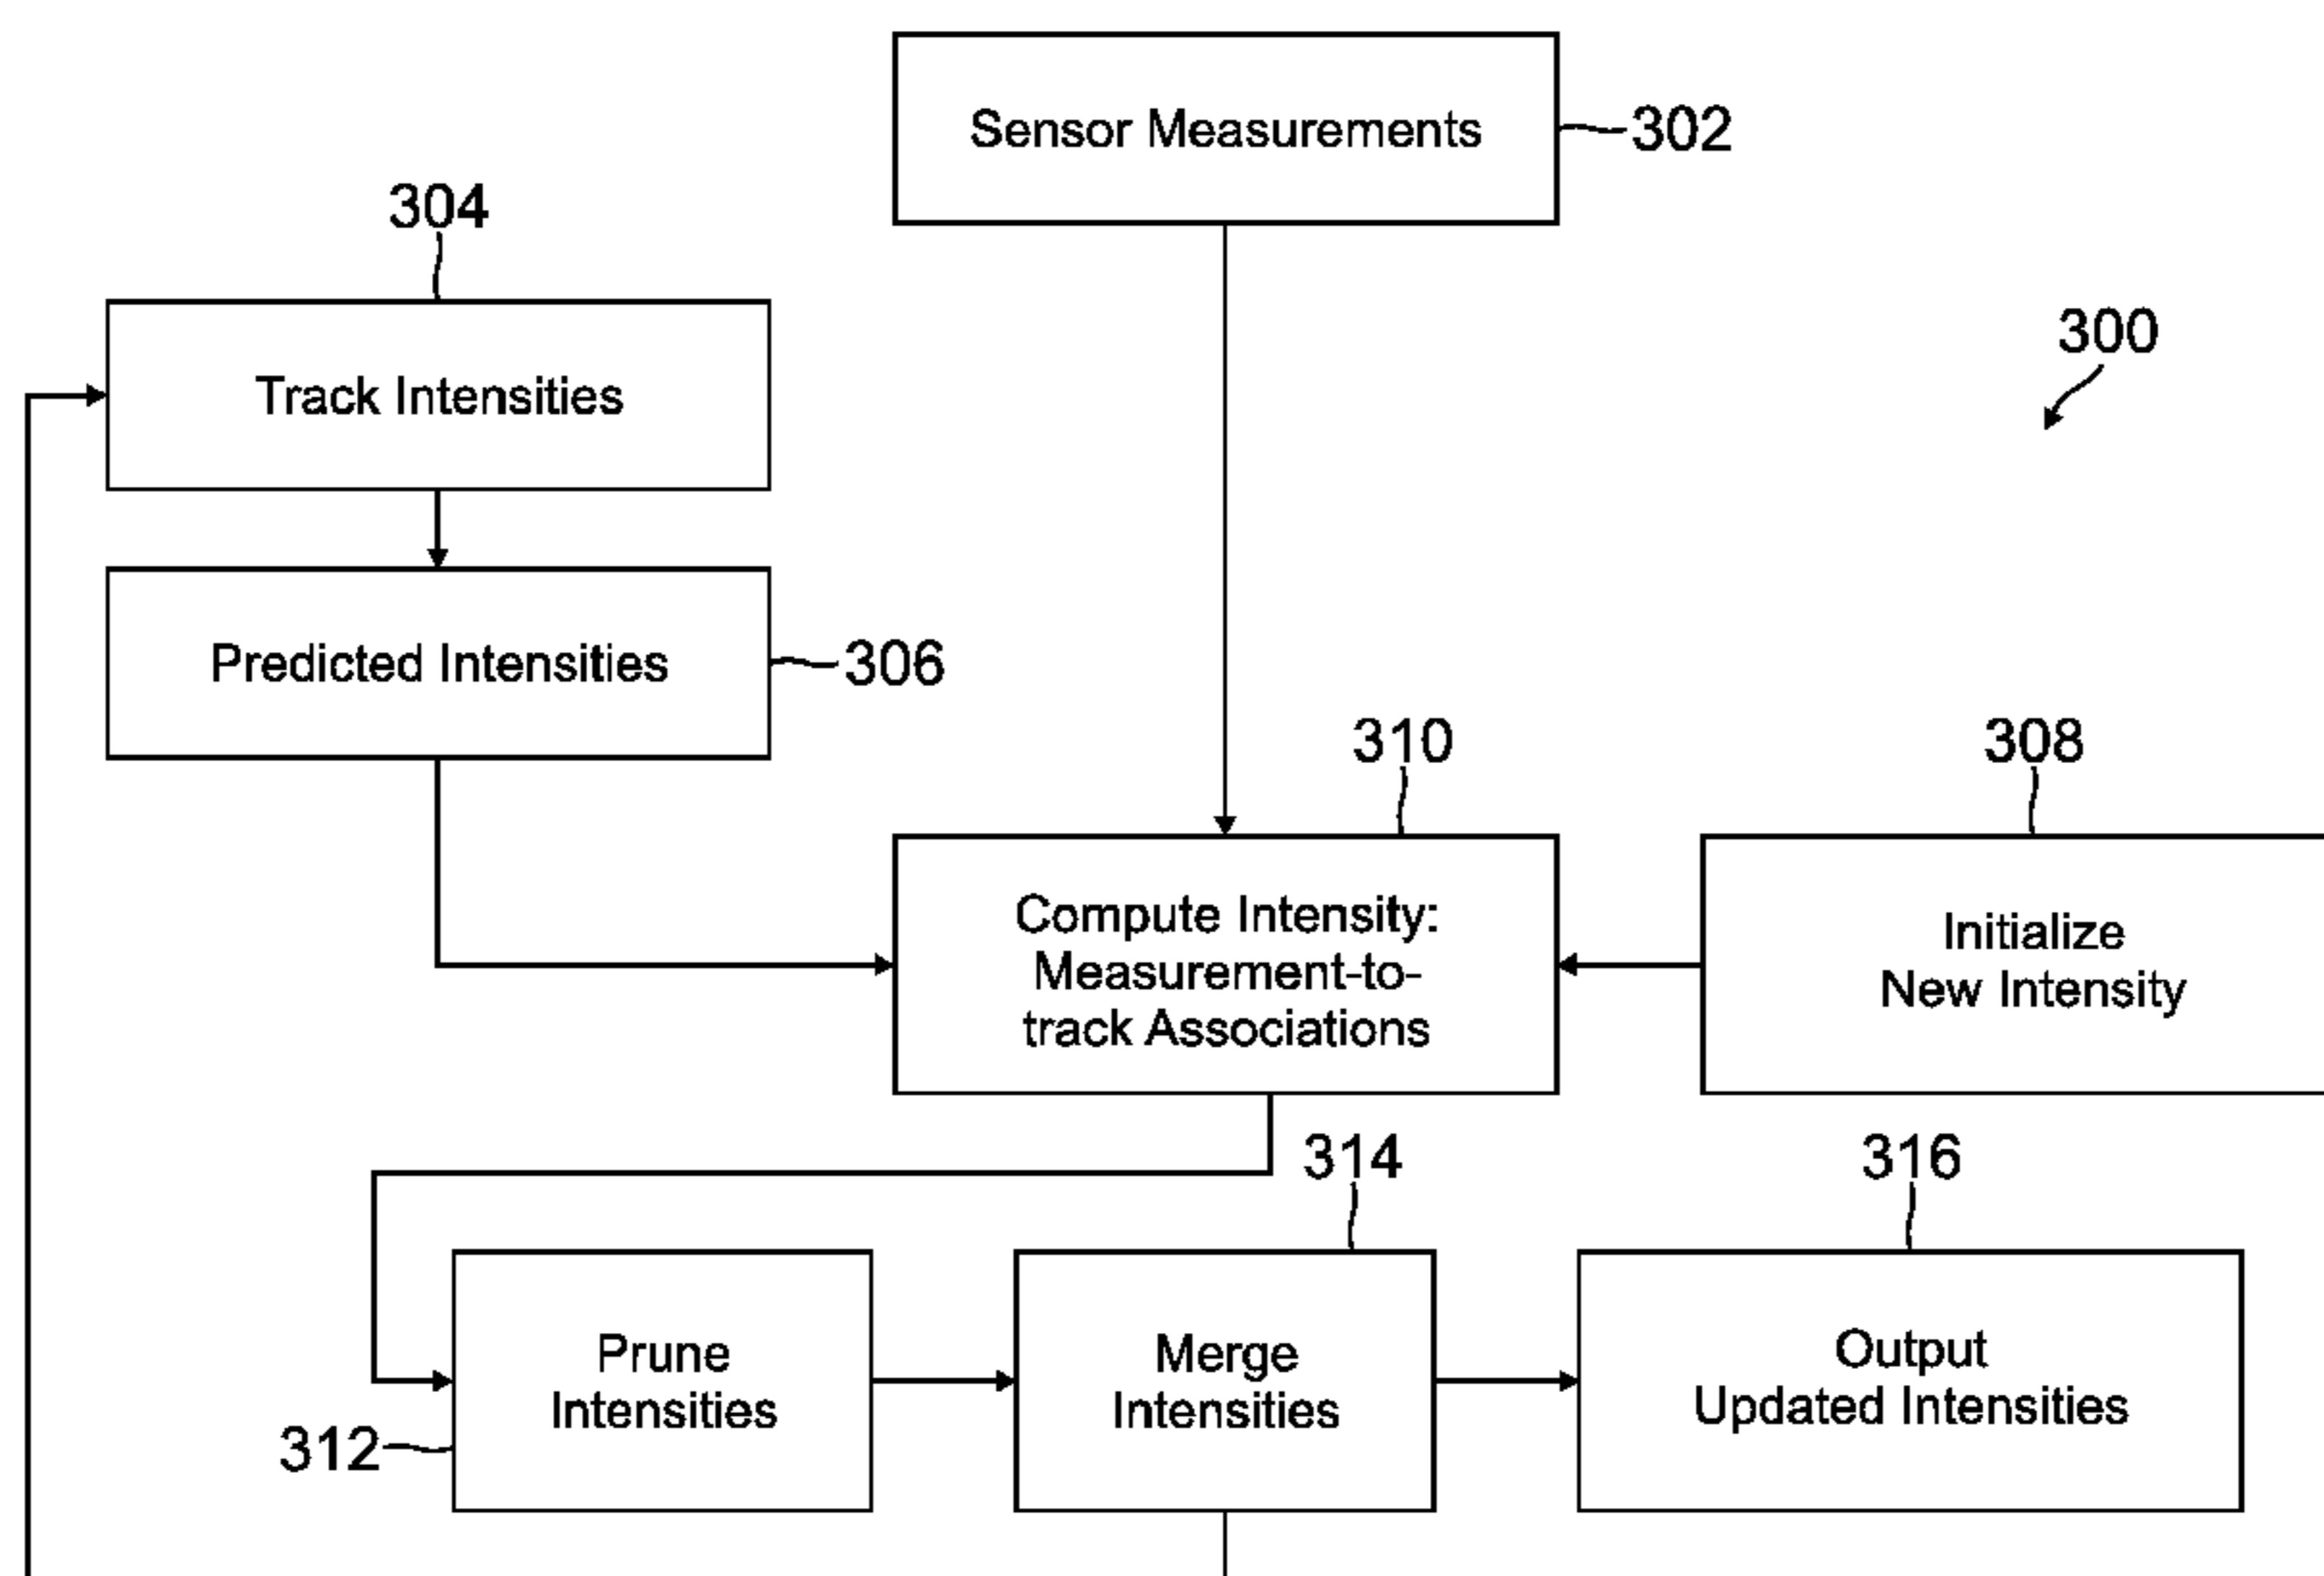 Sensor Measurements
302
304
Track Intensities
300
Predicted Intensities
306
310
308
Compute Intensity:
Measurement-to-
track Associations
Initialize
New Intensity
314
316
Prune
Intensities
312
Merge
Intensities
Output
Updated Intensities